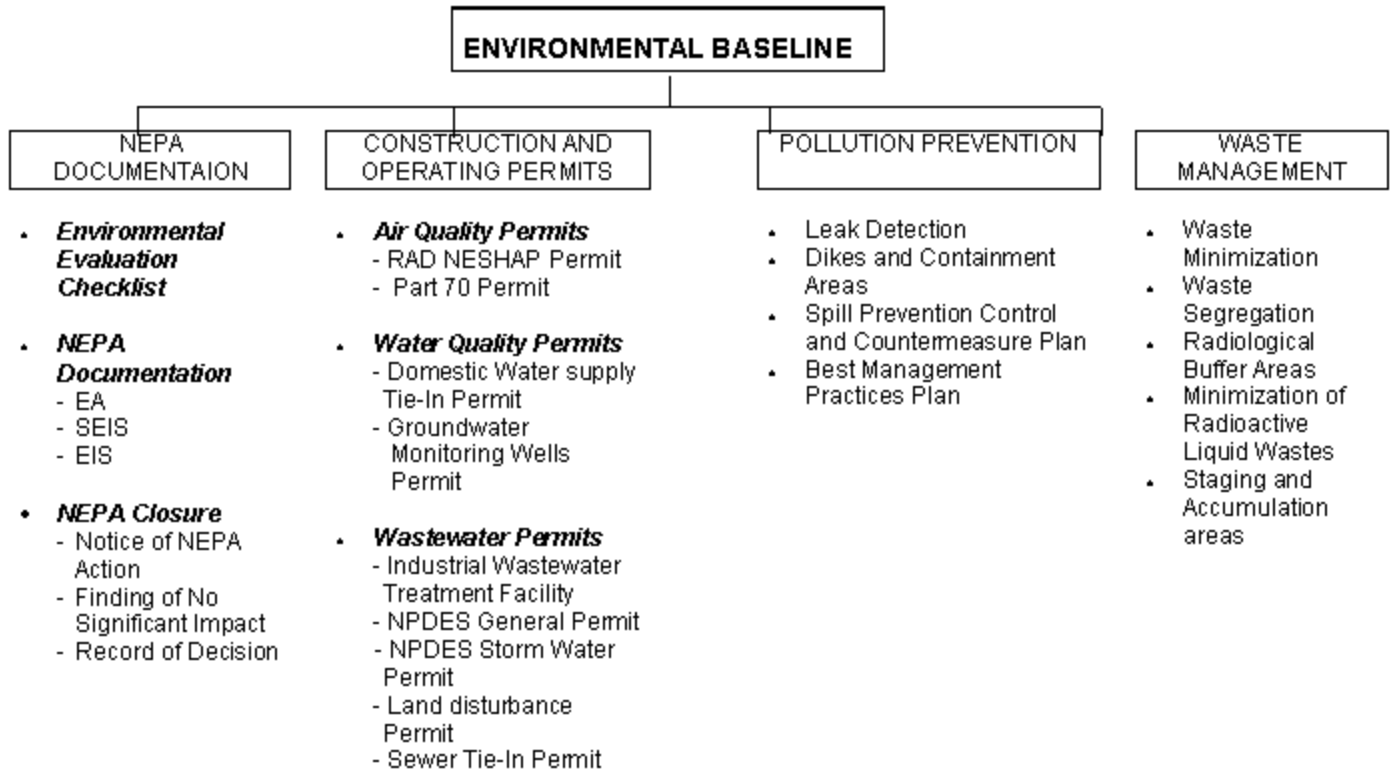 ENVIRONMENTAL BASELINE
NEPA
DOCUMENTAION
• Environmental
Evaluation
Checklist
• NEPA
Documentation
- EA
- SEIS
- EIS
• NEPA Closure
- Notice of NEPA
Action
- Finding of No
Significant Impact
- Record of Decision
CONSTRUCTION AND
OPERATING PERMITS
• Air Quality Permits
- RAD NESHAP Permit
- Part 70 Permit
• Water Quality Permits
- Domestic Water supply
Tie-In Permit
- Groundwater
Monitoring Wells
Permit
• Wastewater Permits
- Industrial Wastewater
Treatment Facility
- NPDES General Permit
- NPDES Storm Water
Permit
- Land disturbance
Permit
- Sewer Tie-In Permit
POLLUTION PREVENTION
• Leak Detection
• Dikes and Containment
Areas
• Spill Prevention Control
and Countermeasure Plan
• Best Management
Practices Plan
WASTE
MANAGEMENT
• Waste
Minimization
• Waste
Segregation
• Radiological
Buffer Areas
• Minimization of
Radioactive
Liquid Wastes
• Staging and
Accumulation
areas